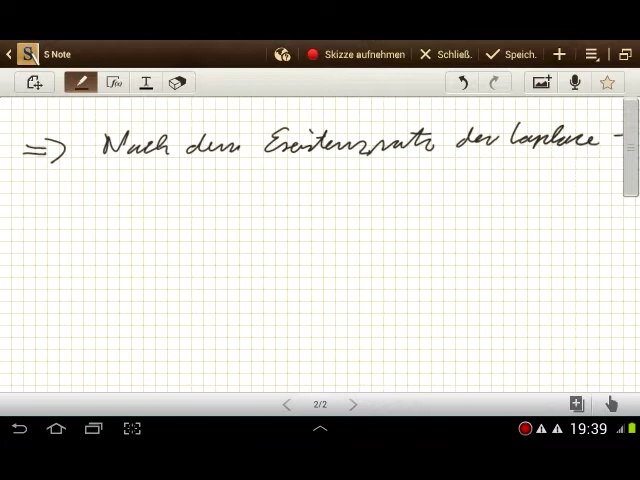 S Note
Skizze aufnehmen
Schließ.
Speich.
f(x)
T
=> Nach dem Existenzsatz der Laplace -
2/2
19:39